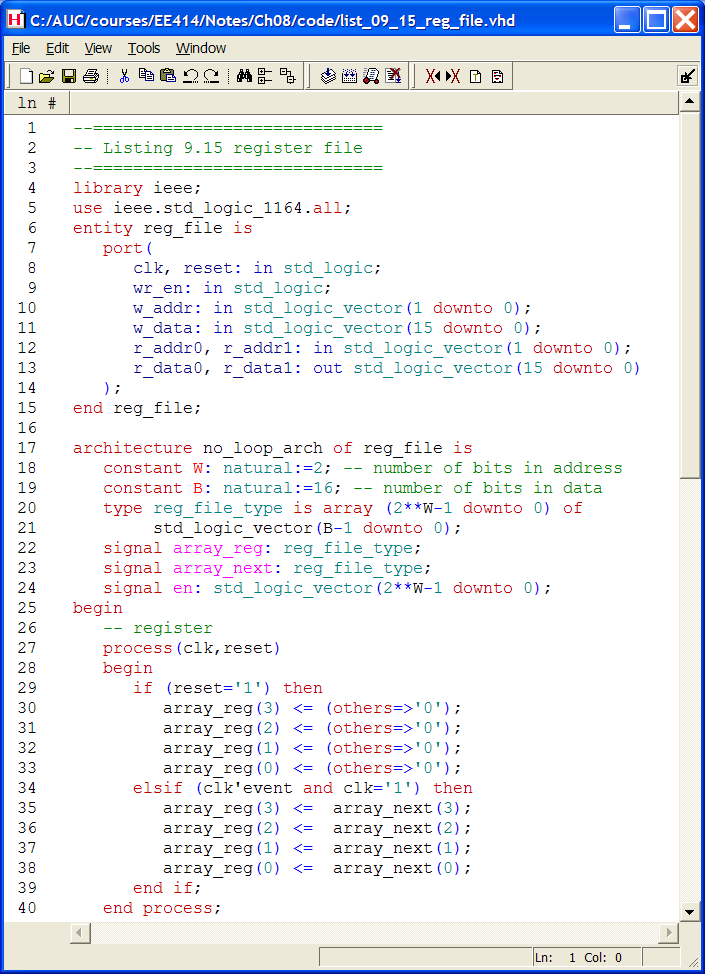 C:/AUC/courses/EE414/Notes/Ch08/code/list_09_15_reg_file.vhd
File Edit View Tools Window
ln #
1 --=============================
2 -- Listing 9.15 register file
3 --=============================
4 library ieee;
5 use ieee.std_logic_1164.all;
6 entity reg_file is
7 port(
8 clk, reset: in std_logic;
9 wr_en: in std_logic;
10 w_addr: in std_logic_vector(1 downto 0);
11 w_data: in std_logic_vector(15 downto 0);
12 r_addr0, r_addr1: in std_logic_vector(1 downto 0);
13 r_data0, r_data1: out std_logic_vector(15 downto 0)
14 );
15 end reg_file;
16
17 architecture no_loop_arch of reg_file is
18 constant W: natural:=2; -- number of bits in address
19 constant B: natural:=16; -- number of bits in data
20 type reg_file_type is array (2**W-1 downto 0) of
21 std_logic_vector(B-1 downto 0);
22 signal array_reg: reg_file_type;
23 signal array_next: reg_file_type;
24 signal en: std_logic_vector(2**W-1 downto 0);
25 begin
26 -- register
27 process(clk,reset)
28 begin
29 if (reset='1') then
30 array_reg(3) <= (others=>'0');
31 array_reg(2) <= (others=>'0');
32 array_reg(1) <= (others=>'0');
33 array_reg(0) <= (others=>'0');
34 elsif (clk'event and clk='1') then
35 array_reg(3) <=  array_next(3);
36 array_reg(2) <=  array_next(2);
37 array_reg(1) <=  array_next(1);
38 array_reg(0) <=  array_next(0);
39 end if;
40 end process;
Ln: 1 Col: 0